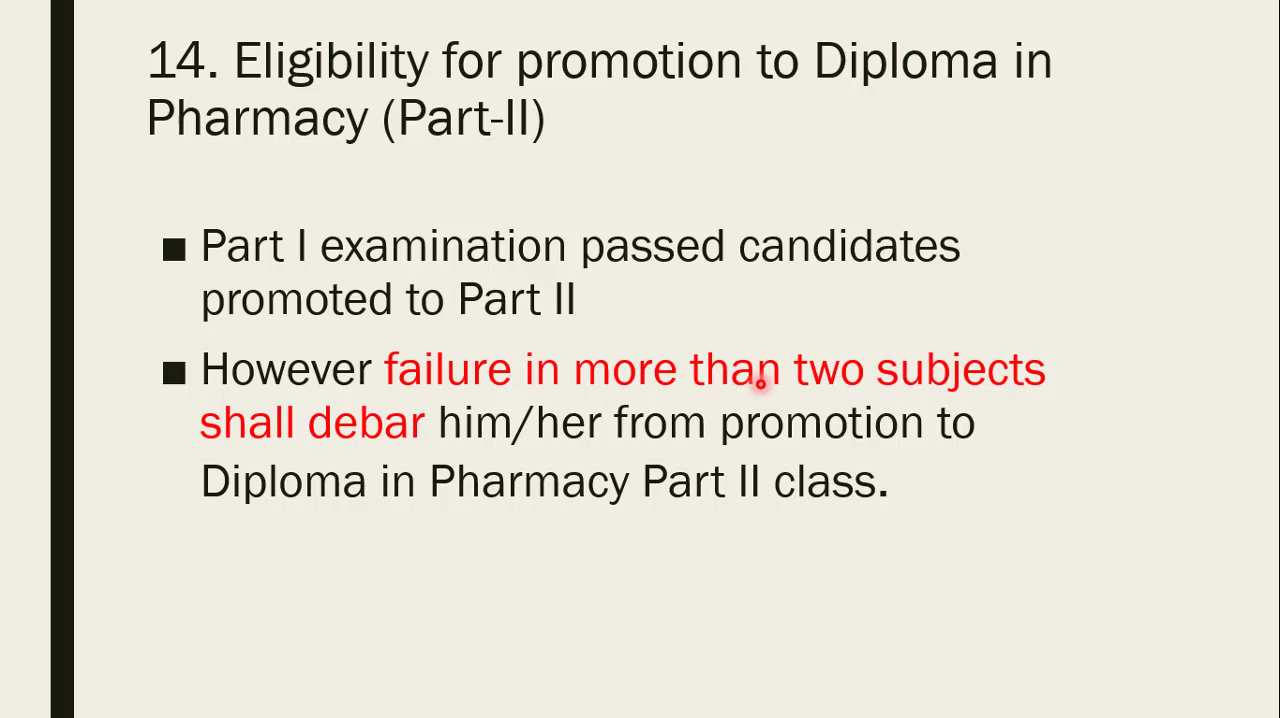 14. Eligibility for promotion to Diploma in
Pharmacy (Part-II)
■ Part I examination passed candidates
promoted to Part II
■ However failure in more than two subjects
shall debar him/her from promotion to
Diploma in Pharmacy Part II class.